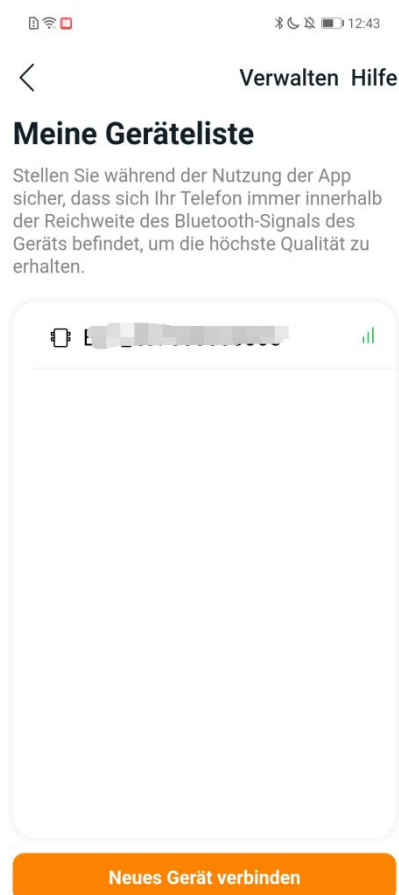 12:43
Verwalten Hilfe
Meine Geräteliste
Stellen Sie während der Nutzung der App
sicher, dass sich Ihr Telefon immer innerhalb
der Reichweite des Bluetooth-Signals des
Geräts befindet, um die höchste Qualität zu
erhalten.
Neues Gerät verbinden